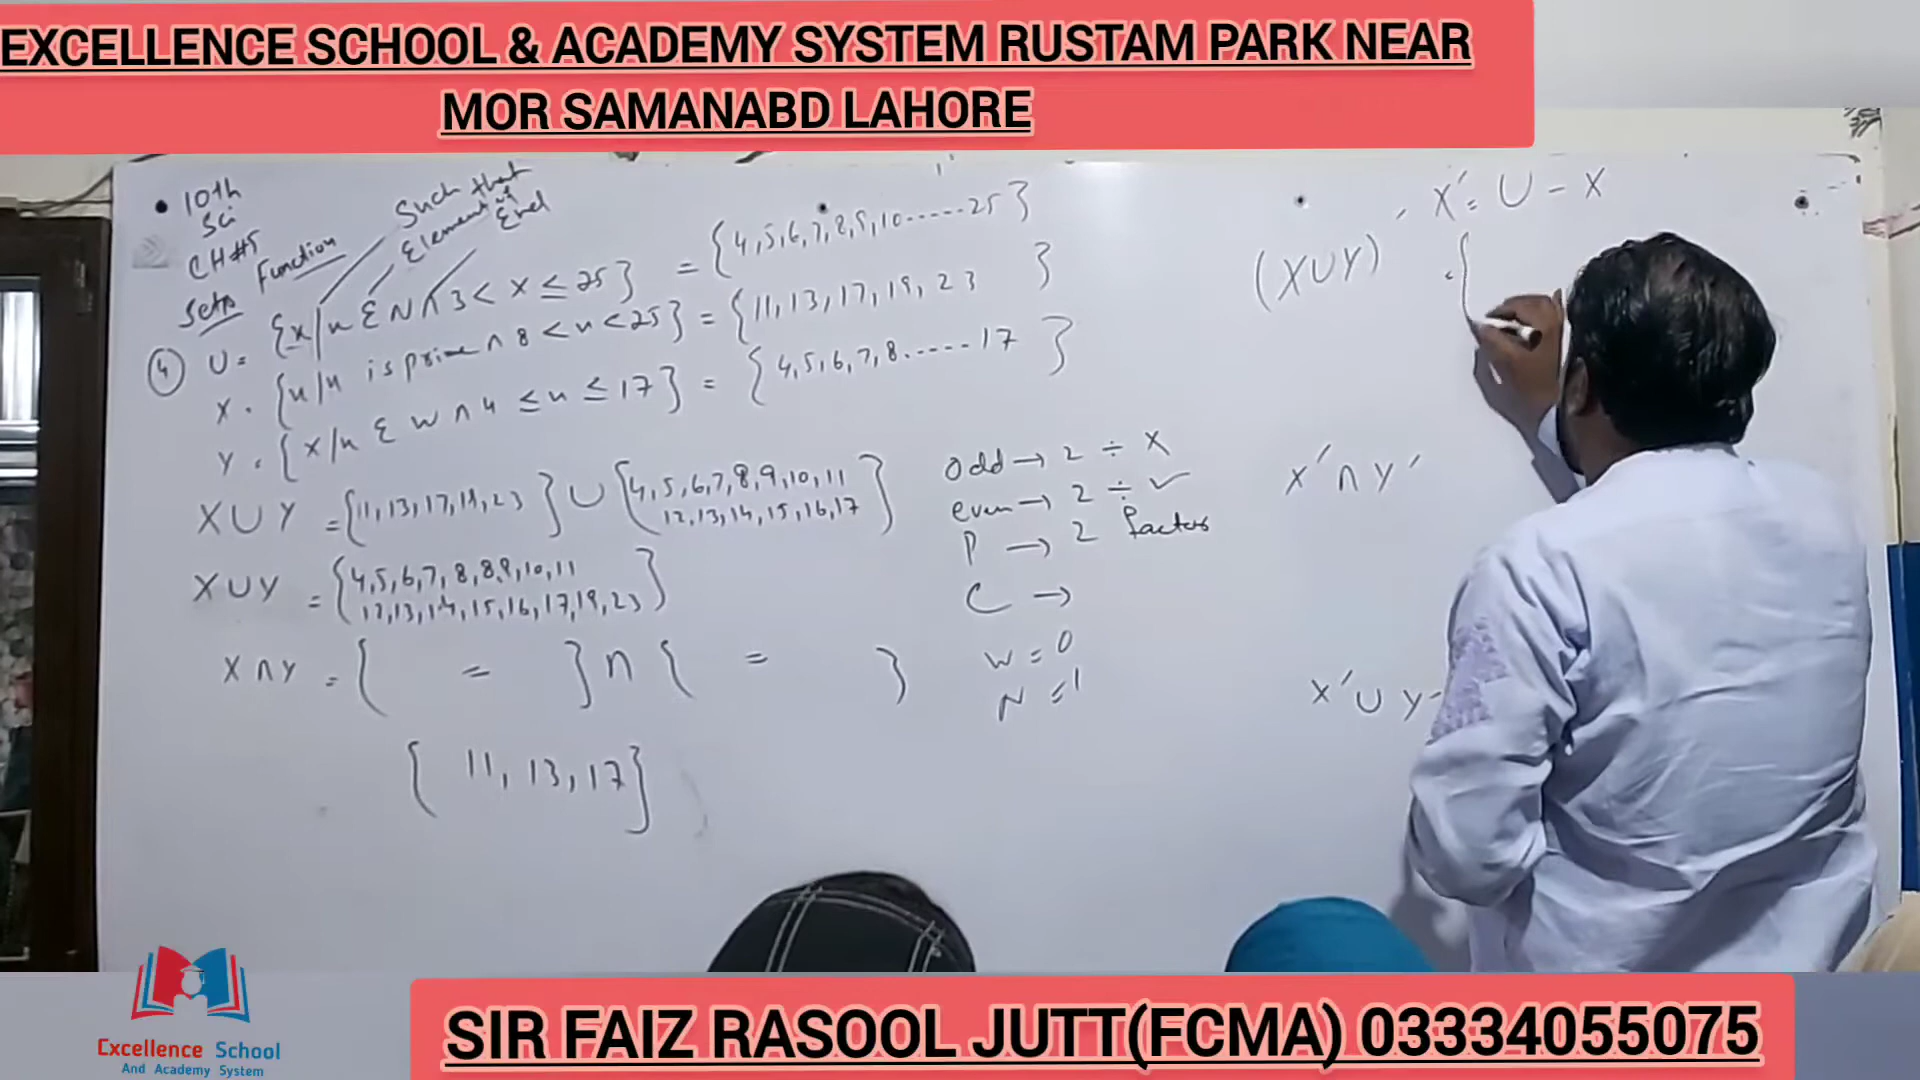 EXCELLENCE SCHOOL & ACADEMY SYSTEM RUSTAM PARK NEAR
MOR SAMANABD LAHORE
10th
Sci
CH#5
Sets Function
Such that
Element of
End
④ U = {x/n Ɛ N ∩ 3 < x ≤ 25} = {4,5,6,7,8,9,10.....25}
X = {n/n is prime ∩ 8 < n < 25} = {11,13,17,19,23}
Y = {x/n Ɛ W ∩ 4 ≤ n ≤ 17} = {4,5,6,7,8.....17}
X∪Y = {11,13,17,19,23} ∪ {4,5,6,7,8,9,10,11
12,13,14,15,16,17}
X∪Y = {4,5,6,7,8,8,9,10,11
12,13,14,15,16,17,19,23}
X∩Y = { = } ∩ { = }
{ 11, 13, 17}
Odd → 2 ÷ X
even → 2 ÷ ✓
P → 2 factors
C →
W = 0
N = 1
X' = U - X
(X∪Y)' = {
X' ∩ Y'
X' ∪ Y'
Excellence School
And Academy System
SIR FAIZ RASOOL JUTT(FCMA) 03334055075